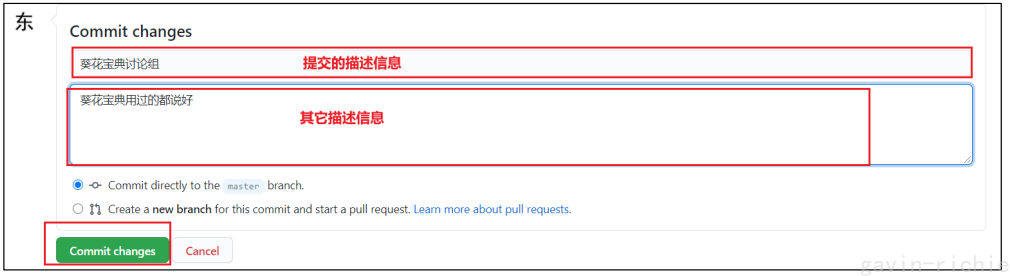 东
Commit changes
葵花宝典讨论组
提交的描述信息
葵花宝典用过的都说好
其它描述信息
Commit directly to the master branch.
Create a new branch for this commit and start a pull request. Learn more about pull requests.
Commit changes
Cancel
gavin-richie